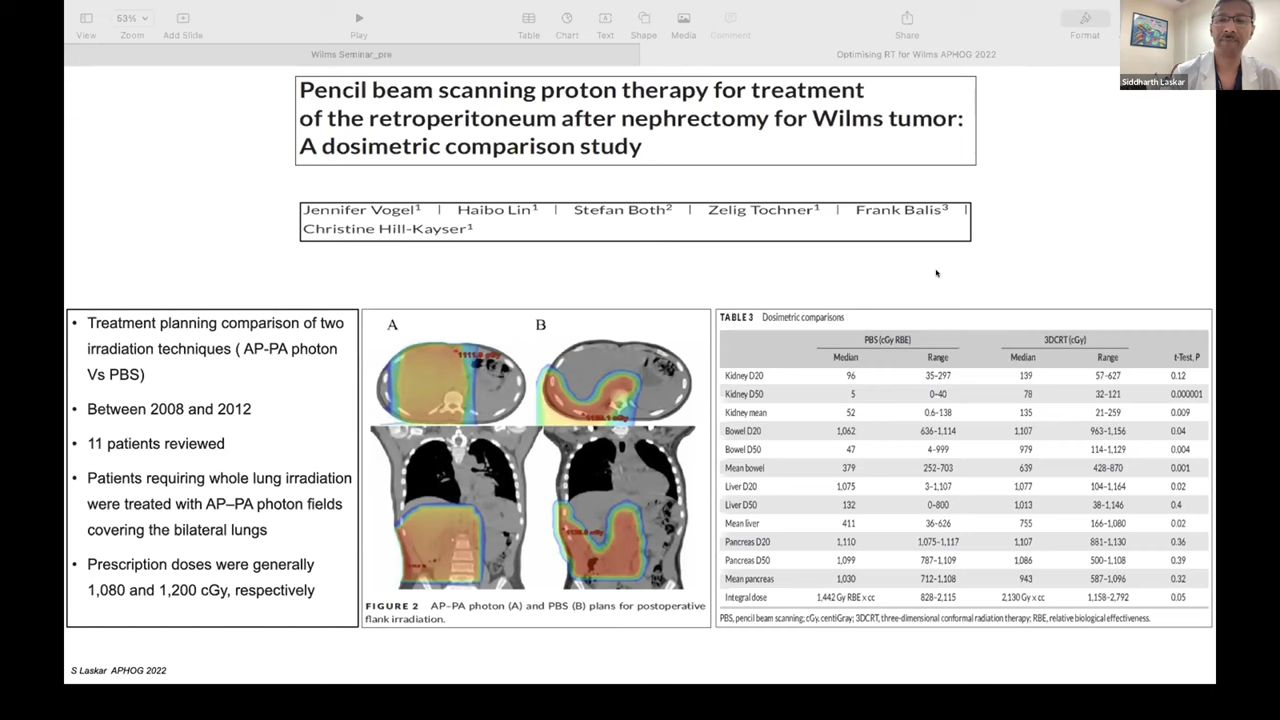 View
53%
Zoom
Add Slide
Play
Table
Chart
Text
Shape
Media
Comment
Share
Format
Wilms Seminar_pre
Optimising RT for Wilms APHOG 2022
Siddharth Laskar
Pencil beam scanning proton therapy for treatment
of the retroperitoneum after nephrectomy for Wilms tumor:
A dosimetric comparison study
Jennifer Vogel¹ | Haibo Lin¹ | Stefan Both² | Zelig Tochner¹ | Frank Balis³ |
Christine Hill-Kayser¹
• Treatment planning comparison of two
irradiation techniques ( AP-PA photon
Vs PBS)
• Between 2008 and 2012
• 11 patients reviewed
• Patients requiring whole lung irradiation
were treated with AP–PA photon fields
covering the bilateral lungs
• Prescription doses were generally
1,080 and 1,200 cGy, respectively
A
B
FIGURE 2 AP-PA photon (A) and PBS (B) plans for postoperative
flank irradiation.
TABLE 3 Dosimetric comparisons
PBS (cGy RBE) 3DCRT (cGy)
Median Range Median Range t-Test, P
Kidney D20 96 35–297 139 57–627 0.12
Kidney D50 5 0–40 78 32–121 0.000001
Kidney mean 52 0.6–138 135 21–259 0.009
Bowel D20 1,062 636–1,114 1,107 963–1,156 0.04
Bowel D50 47 4–999 979 114–1,129 0.004
Mean bowel 379 252–703 639 428–870 0.001
Liver D20 1,075 3–1,107 1,077 104–1,164 0.02
Liver D50 132 0–800 1,013 38–1,146 0.4
Mean liver 411 36–626 755 166–1,080 0.02
Pancreas D20 1,110 1,075–1,117 1,107 881–1,130 0.36
Pancreas D50 1,099 787–1,109 1,086 500–1,108 0.39
Mean pancreas 1,030 712–1,108 943 587–1,096 0.32
Integral dose 1,442 Gy RBE x cc 828–2,115 2,130 Gy x cc 1,158–2,792 0.05
PBS, pencil beam scanning; cGy, centiGray; 3DCRT, three-dimensional conformal radiation therapy; RBE, relative biological effectiveness.
S Laskar APHOG 2022